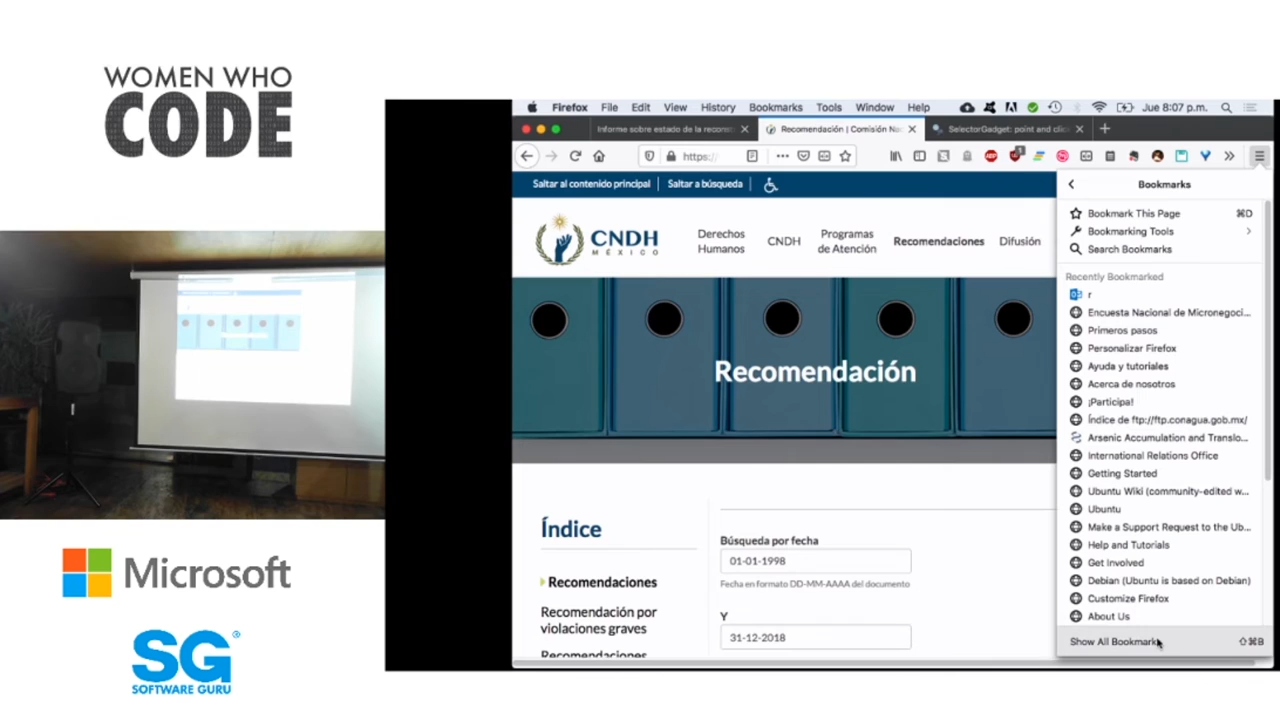 WOMEN WHO
CODE
Microsoft
SG®
SOFTWARE GURU
Firefox File Edit View History Bookmarks Tools Window Help Jue 8:07 p.m.
Informe sobre estado de la reconst
Recomendación | Comisión Nac
SelectorGadget: point and click
https:/
Saltar al contenido principal
Saltar a búsqueda
CNDH
MÉXICO
Derechos
Humanos
CNDH
Programas
de Atención
Recomendaciones
Difusión
Recomendación
Índice
Recomendaciones
Recomendación por
violaciones graves
Recomendaciones
Búsqueda por fecha
01-01-1998
Fecha en formato DD-MM-AAAA del documento
Y
31-12-2018
Bookmarks
Bookmark This Page ⌘D
Bookmarking Tools
Search Bookmarks
Recently Bookmarked
r
Encuesta Nacional de Micronegoci...
Primeros pasos
Personalizar Firefox
Ayuda y tutoriales
Acerca de nosotros
¡Participa!
Índice de ftp://ftp.conagua.gob.mx/
Arsenic Accumulation and Translo...
International Relations Office
Getting Started
Ubuntu Wiki (community-edited w...
Ubuntu
Make a Support Request to the Ub...
Help and Tutorials
Get Involved
Debian (Ubuntu is based on Debian)
Customize Firefox
About Us
Show All Bookmarks ⇧⌘B